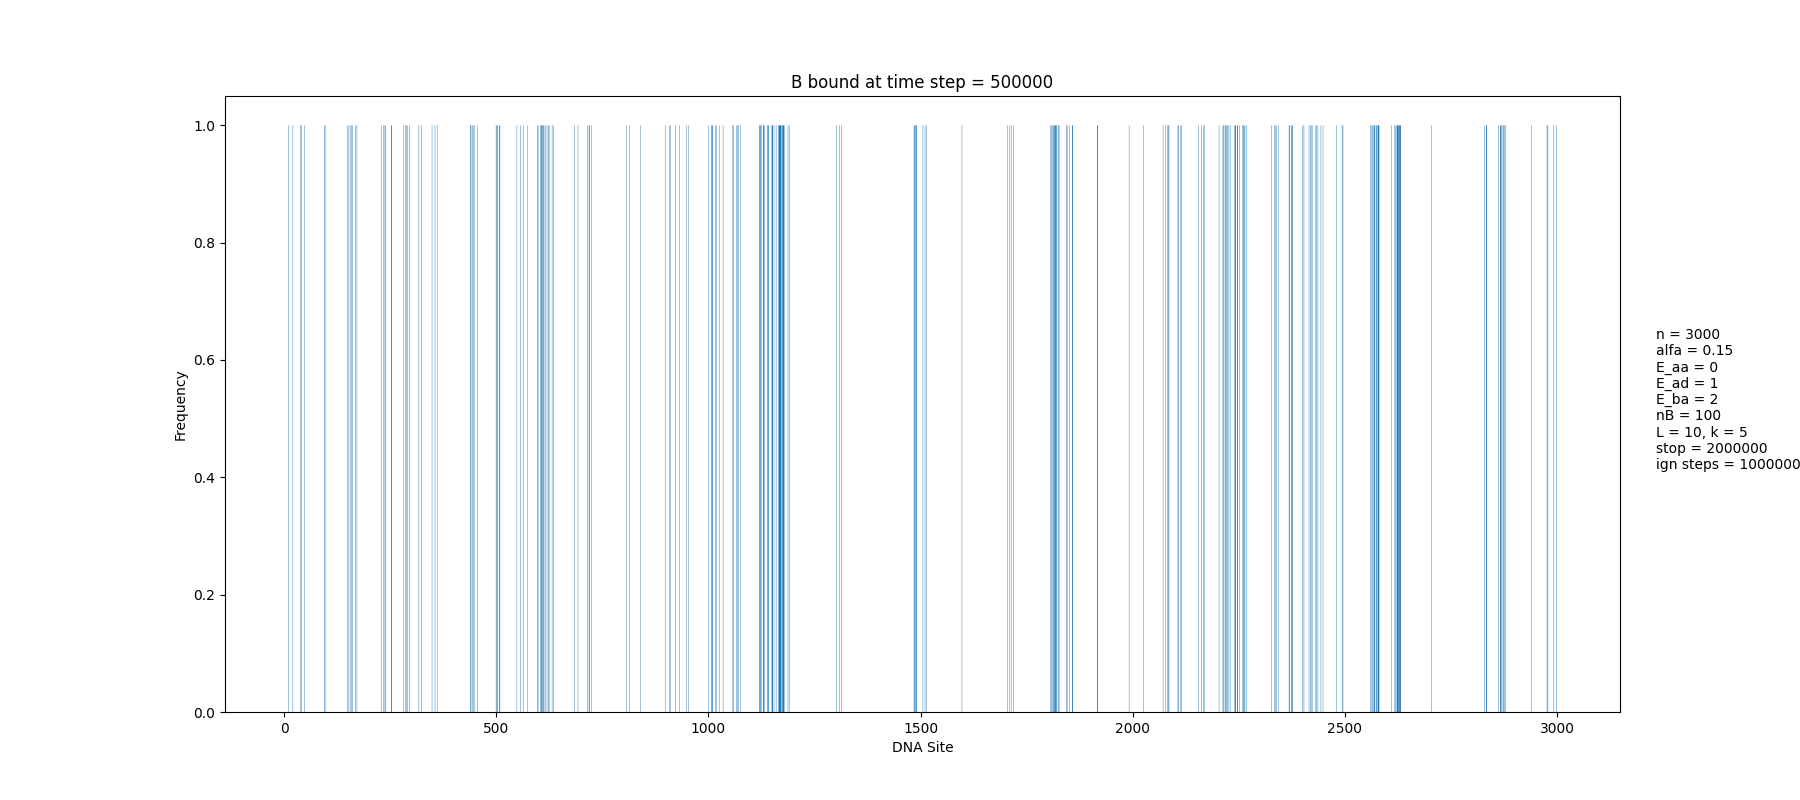 B bound at time step = 500000
1.0
0.8
0.6
0.4
0.2
0.0
Frequency
0 500 1000 1500 2000 2500 3000
DNA Site
n = 3000
alfa = 0.15
E_aa = 0
E_ad = 1
E_ba = 2
nB = 100
L = 10, k = 5
stop = 2000000
ign steps = 1000000